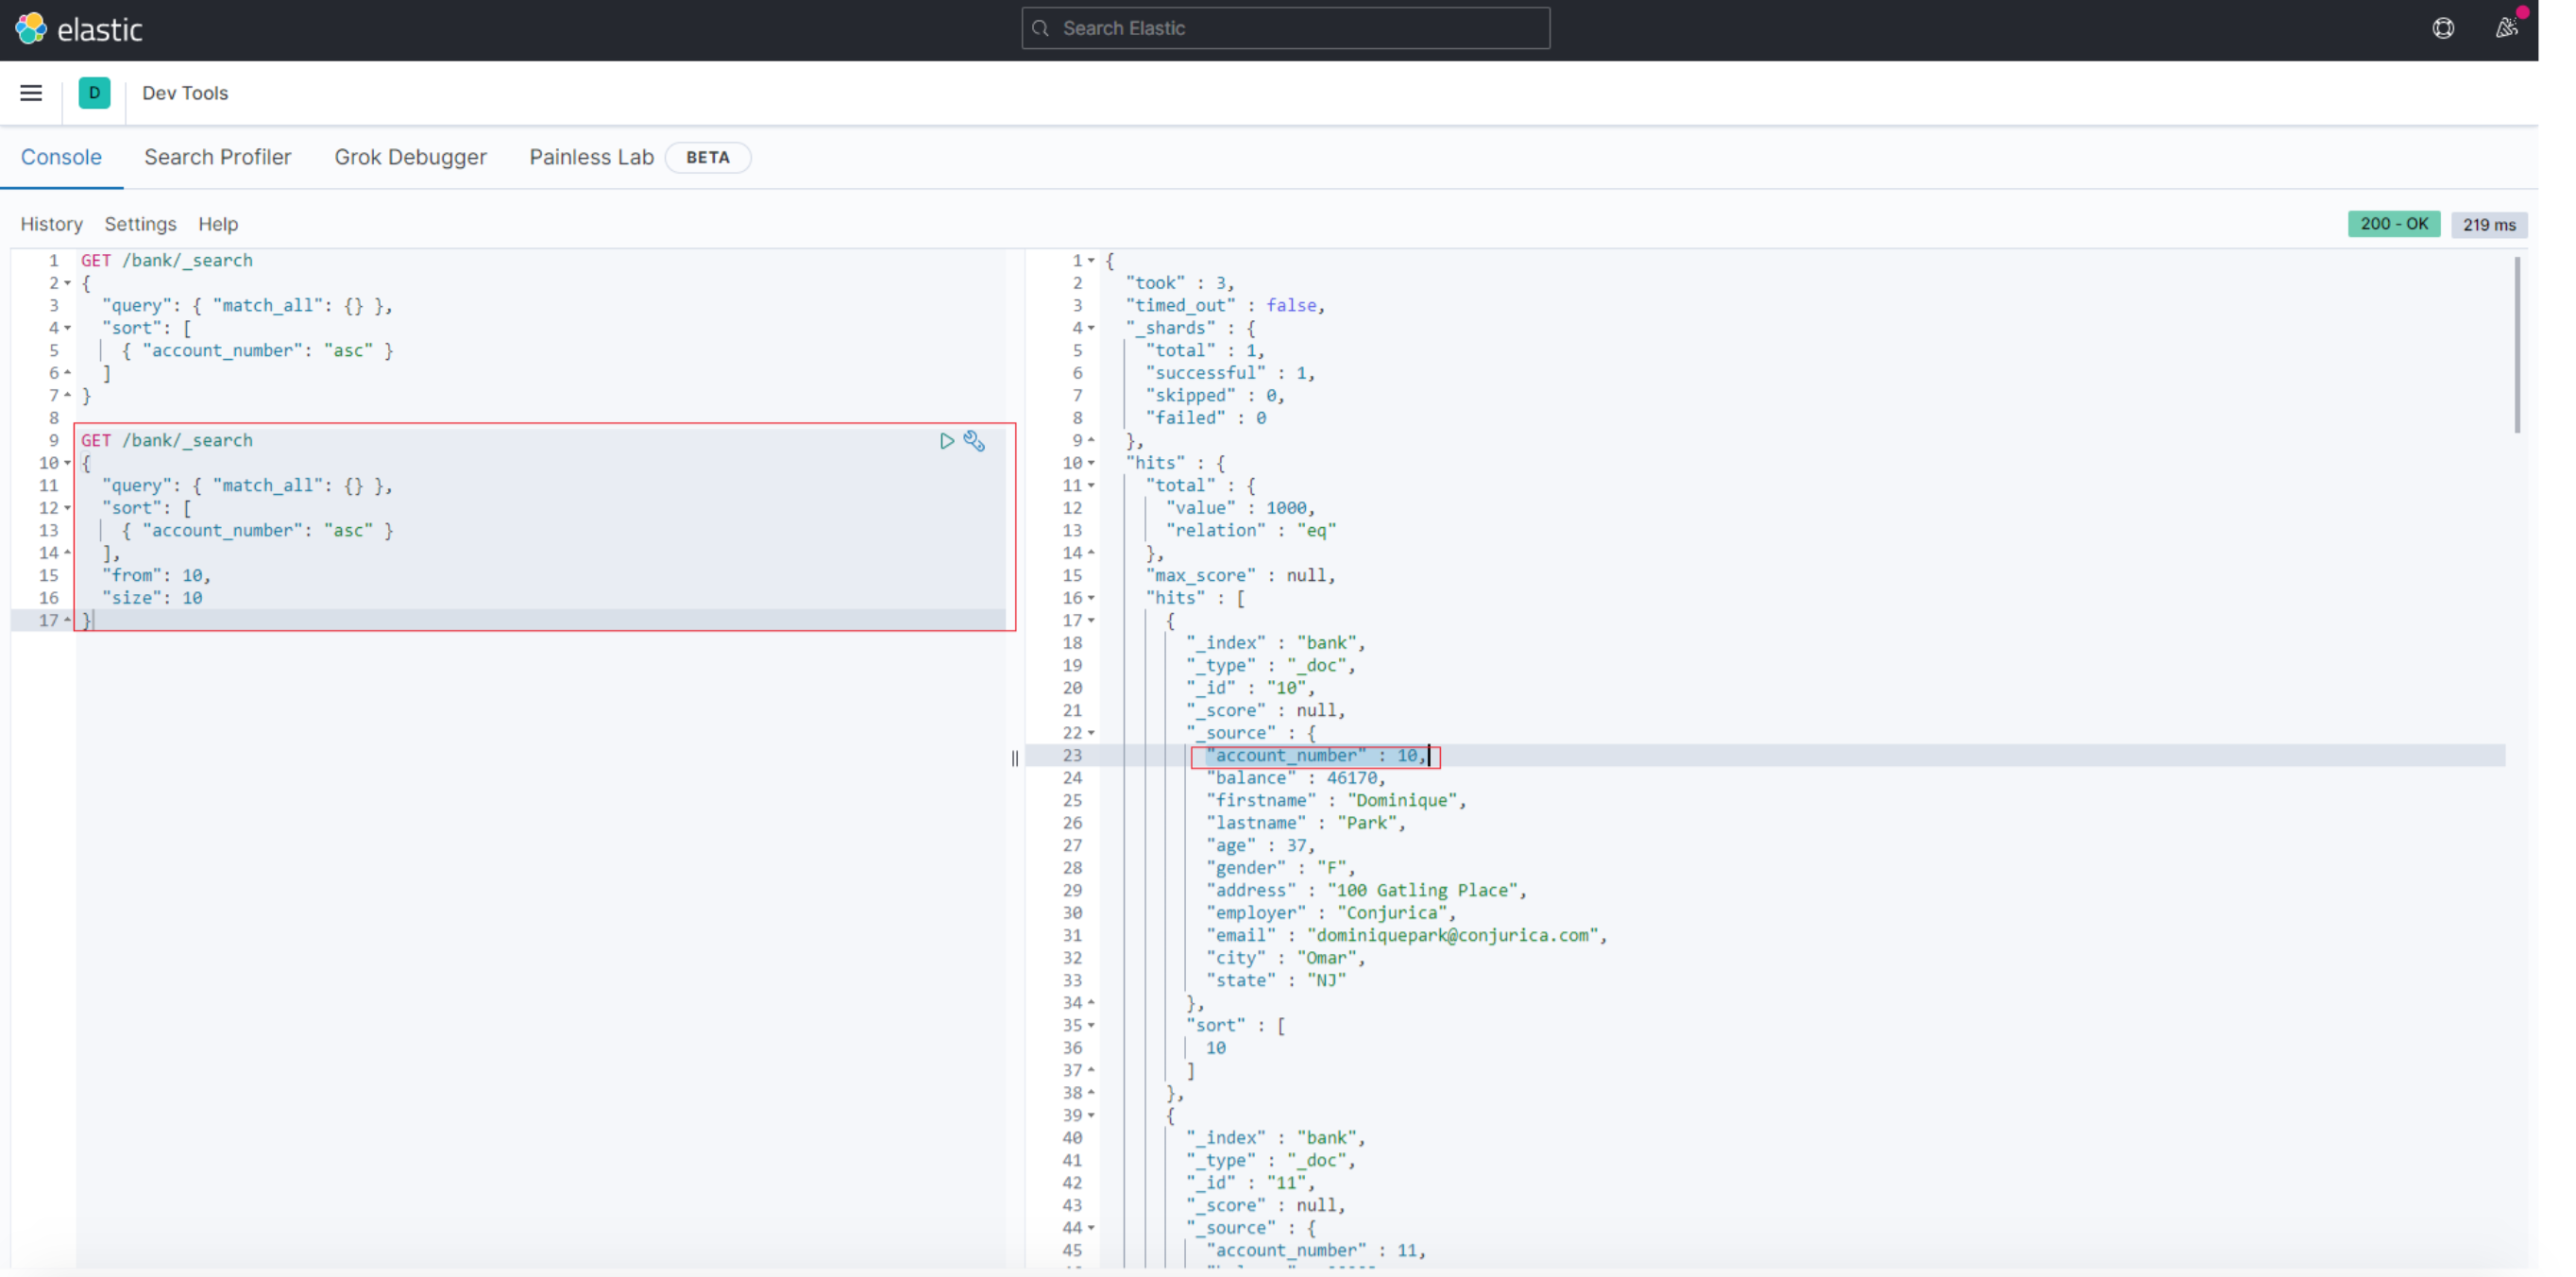 elastic
Search Elastic
D
Dev Tools
Console Search Profiler Grok Debugger Painless Lab BETA
History Settings Help
200 - OK 219 ms
1 GET /bank/_search
2 {
3 "query": { "match_all": {} },
4 "sort": [
5 { "account_number": "asc" }
6 ]
7 }
8
9 GET /bank/_search
10 {
11 "query": { "match_all": {} },
12 "sort": [
13 { "account_number": "asc" }
14 ],
15 "from": 10,
16 "size": 10
17 }
1 {
2 "took" : 3,
3 "timed_out" : false,
4 "_shards" : {
5 "total" : 1,
6 "successful" : 1,
7 "skipped" : 0,
8 "failed" : 0
9 },
10 "hits" : {
11 "total" : {
12 "value" : 1000,
13 "relation" : "eq"
14 },
15 "max_score" : null,
16 "hits" : [
17 {
18 "_index" : "bank",
19 "_type" : "_doc",
20 "_id" : "10",
21 "_score" : null,
22 "_source" : {
23 "account_number" : 10,
24 "balance" : 46170,
25 "firstname" : "Dominique",
26 "lastname" : "Park",
27 "age" : 37,
28 "gender" : "F",
29 "address" : "100 Gatling Place",
30 "employer" : "Conjurica",
31 "email" : "dominiquepark@conjurica.com",
32 "city" : "Omar",
33 "state" : "NJ"
34 },
35 "sort" : [
36 10
37 ]
38 },
39 {
40 "_index" : "bank",
41 "_type" : "_doc",
42 "_id" : "11",
43 "_score" : null,
44 "_source" : {
45 "account_number" : 11,